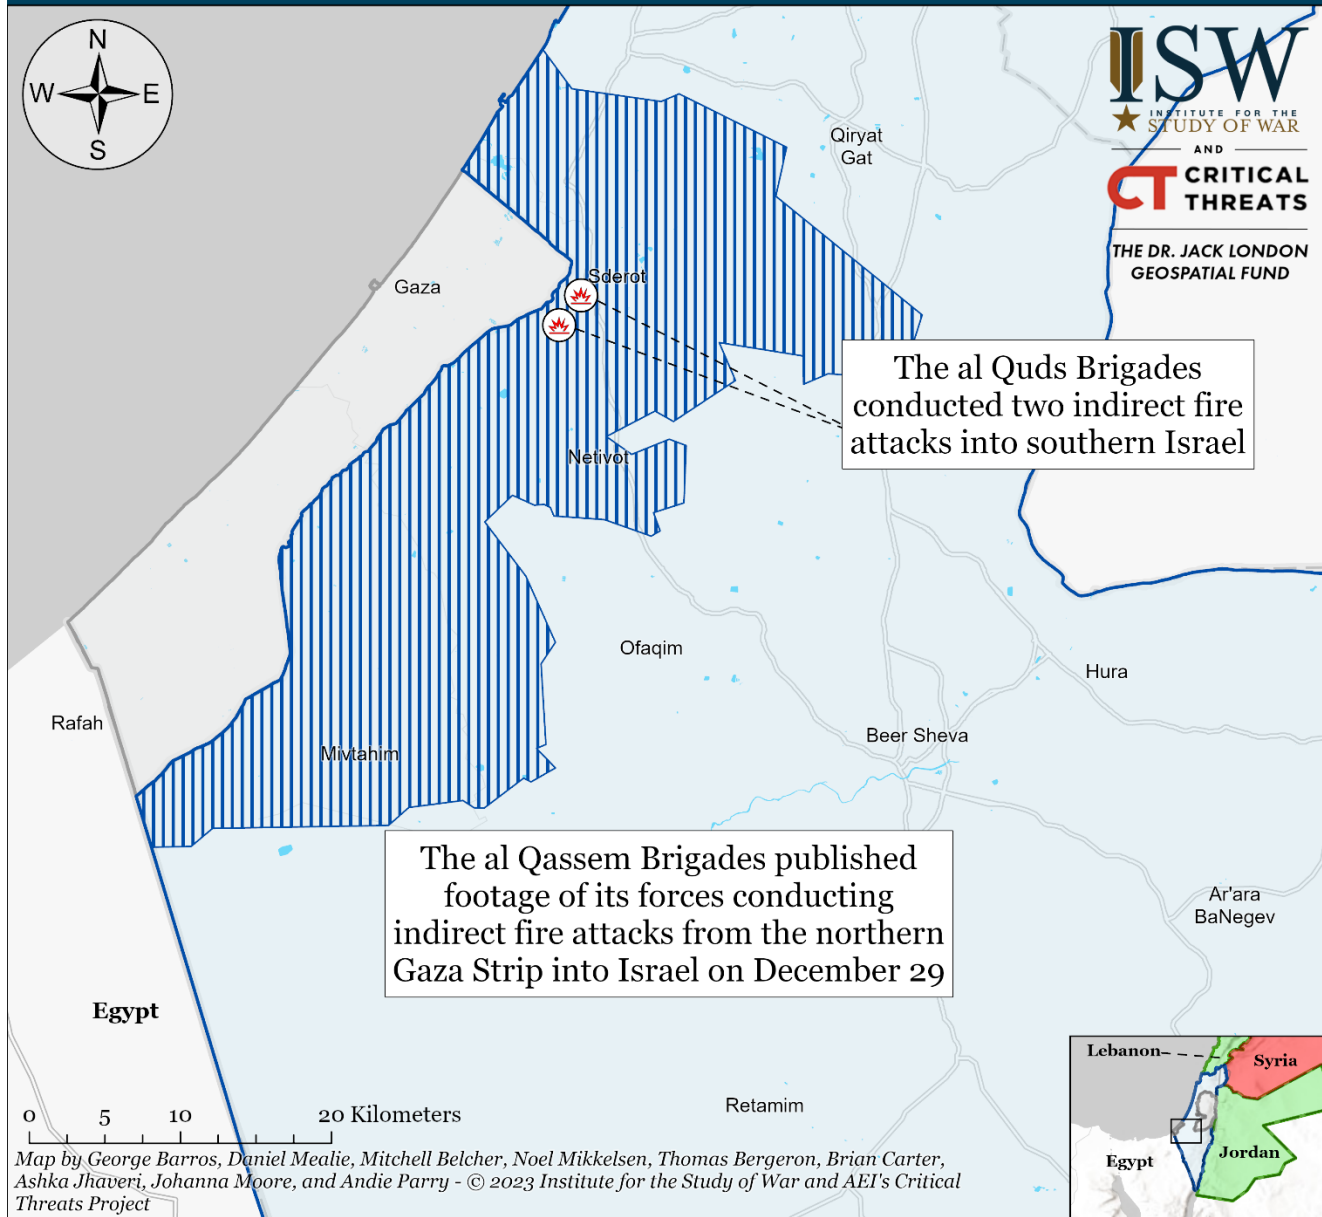 N
W
E
S
ISW
INSTITUTE FOR THE
STUDY OF WAR
AND
CT CRITICAL
THREATS
THE DR. JACK LONDON
GEOSPATIAL FUND
Qiryat
Gat
Gaza
Sderot
The al Quds Brigades
conducted two indirect fire
attacks into southern Israel
Netivot
Ofaqim
Hura
Rafah
Beer Sheva
Mivtahim
The al Qassem Brigades published
footage of its forces conducting
indirect fire attacks from the northern
Gaza Strip into Israel on December 29
Ar'ara
BaNegev
Egypt
Retamim
0 5 10 20 Kilometers
Map by George Barros, Daniel Mealie, Mitchell Belcher, Noel Mikkelsen, Thomas Bergeron, Brian Carter,
Ashka Jhaveri, Johanna Moore, and Andie Parry - © 2023 Institute for the Study of War and AEI's Critical
Threats Project
Lebanon
Syria
Egypt
Jordan